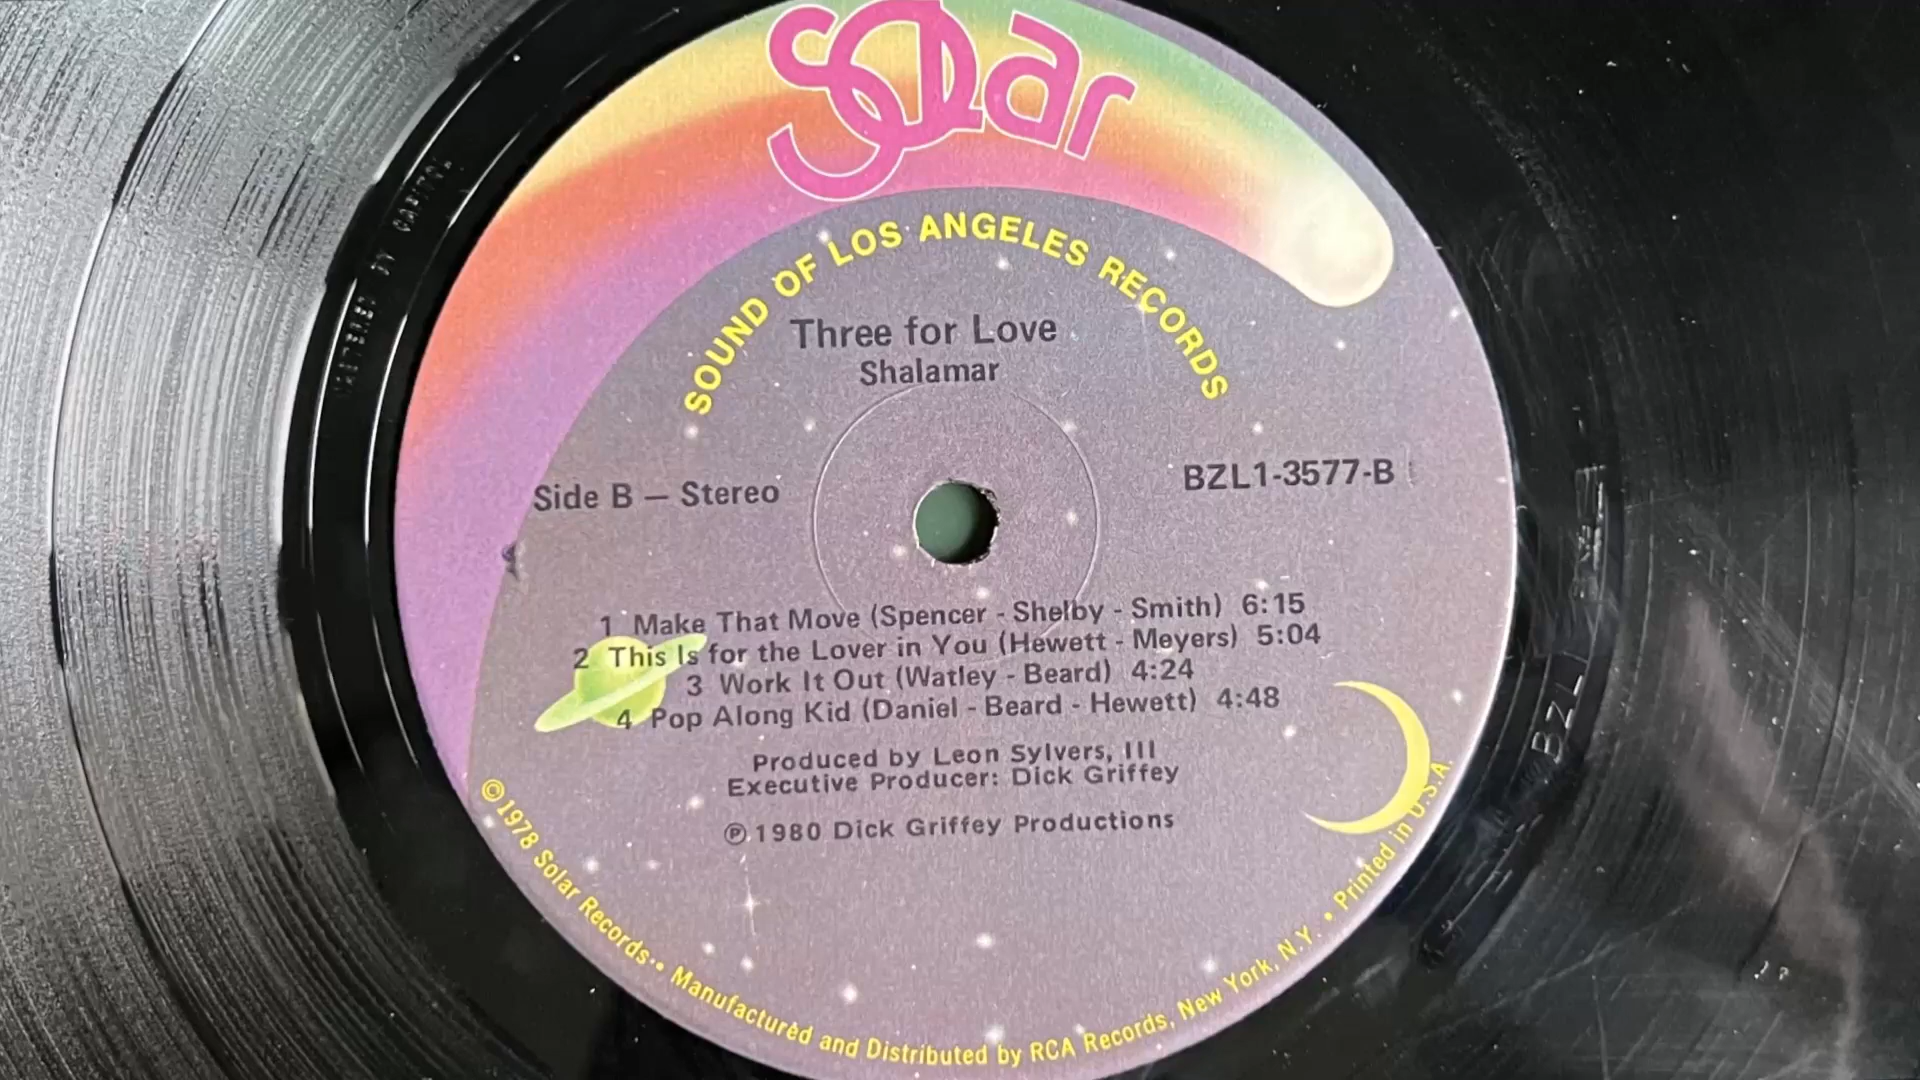 solar
SOUND OF LOS ANGELES RECORDS
Three for Love
Shalamar
Side B — Stereo
BZL1-3577-B
1 Make That Move (Spencer - Shelby - Smith) 6:15
2 This Is for the Lover in You (Hewett - Meyers) 5:04
3 Work It Out (Watley - Beard) 4:24
4 Pop Along Kid (Daniel - Beard - Hewett) 4:48
Produced by Leon Sylvers, III
Executive Producer: Dick Griffey
℗ 1980 Dick Griffey Productions
© 1978 Solar Records • Manufactured and Distributed by RCA Records, New York, N.Y. • Printed in U.S.A.
MASTERED BY CAPITOL
BZL1